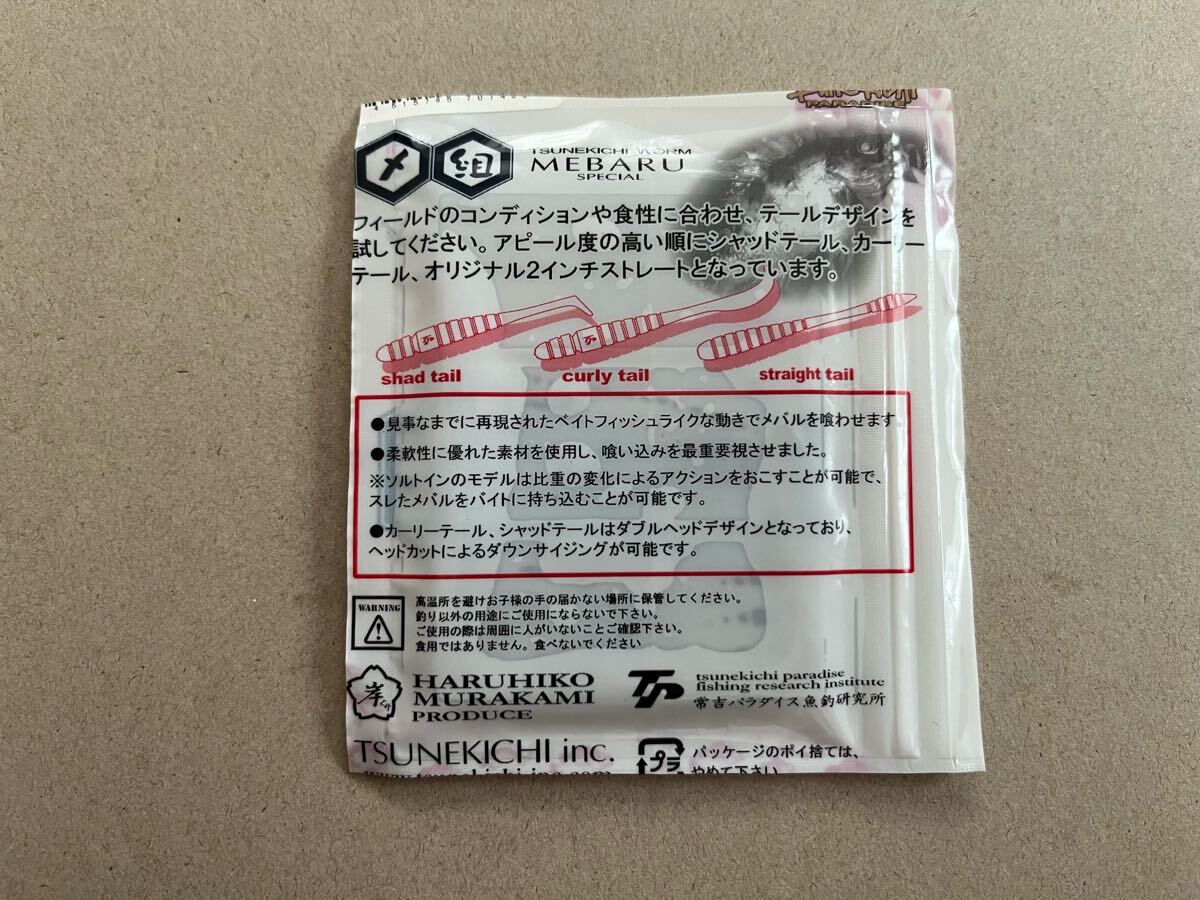 PARADISE
メ組
TSUNEKICHI WORM
MEBARU
SPECIAL
フィールドのコンディションや食性に合わせ、テールデザインを
試してください。アピール度の高い順にシャッドテール、カーリー
テール、オリジナル2インチストレートとなっています。
TP
TP
shad tail
curly tail
straight tail
●見事なまでに再現されたベイトフィッシュライクな動きでメバルを喰わせます。
●柔軟性に優れた素材を使用し、喰い込みを最重要視させました。
※ソルトインのモデルは比重の変化によるアクションをおこすことが可能で、
スレたメバルをバイトに持ち込むことが可能です。
●カーリーテール、シャッドテールはダブルヘッドデザインとなっており、
ヘッドカットによるダウンサイジングが可能です。
WARNING
高温所を避けお子様の手の届かない場所に保管してください。
釣り以外の用途にご使用にならないで下さい。
ご使用の際は周囲に人がいないことご確認下さい。
食用ではありません。食べないでください
HARUHIKO
MURAKAMI
PRODUCE
TP
tsunekichi paradise
fishing research institute
常吉パラダイス魚釣研究所
TSUNEKICHI inc.
www.tsunekichi-inc.com
プラ
パッケージのポイ捨ては、
やめて下さい